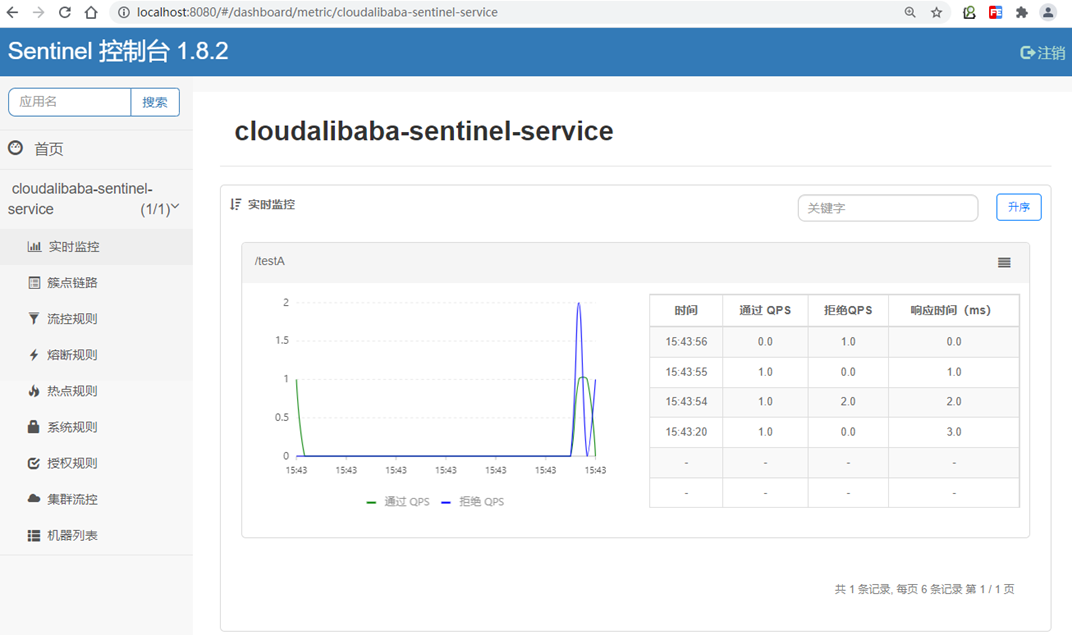 localhost:8080/#/dashboard/metric/cloudalibaba-sentinel-service
Sentinel 控制台 1.8.2
注销
应用名 搜索
首页
cloudalibaba-sentinel-
service (1/1)
实时监控
簇点链路
流控规则
熔断规则
热点规则
系统规则
授权规则
集群流控
机器列表
cloudalibaba-sentinel-service
实时监控 关键字 升序
/testA
2
1.5
1
0.5
0
15:43 15:43 15:43 15:43 15:43 15:43 15:43
通过 QPS 拒绝 QPS
时间 通过 QPS 拒绝QPS 响应时间（ms）
15:43:56 0.0 1.0 0.0
15:43:55 1.0 0.0 1.0
15:43:54 1.0 2.0 2.0
15:43:20 1.0 0.0 3.0
- - - -
- - - -
共 1 条记录, 每页 6 条记录 第 1 / 1 页